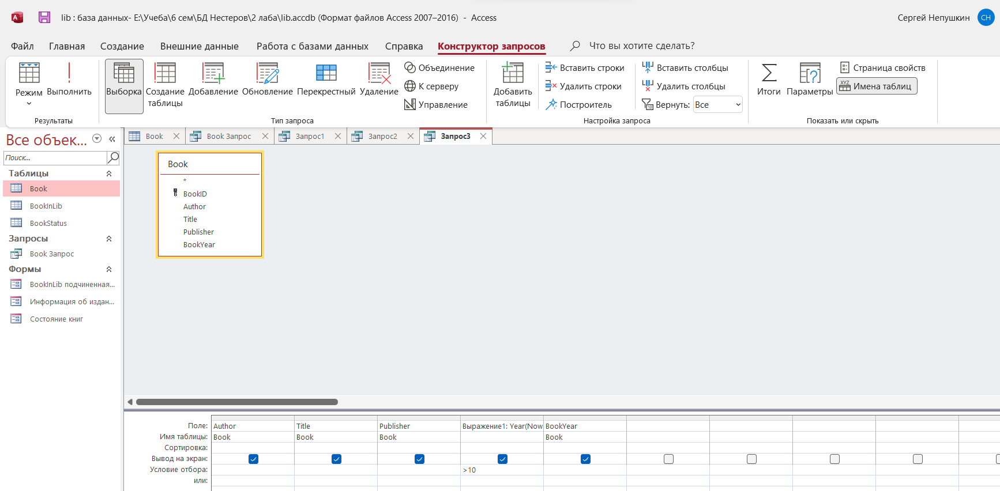 A
lib : база данных- E:\Учеба\6 сем\БД Нестеров\2 лаба\lib.accdb (Формат файлов Access 2007–2016) - Access
Сергей Непушкин
СН
Файл
Главная
Создание
Внешние данные
Работа с базами данных
Справка
Конструктор запросов
Что вы хотите сделать?
Режим
Выполнить
Результаты
Выборка
Создание таблицы
Добавление
Обновление
Перекрестный
Удаление
Объединение
К серверу
Управление
Тип запроса
Добавить таблицы
Вставить строки
Удалить строки
Построитель
Вставить столбцы
Удалить столбцы
Вернуть: Все
Настройка запроса
Итоги
Параметры
Страница свойств
XYZ
Имена таблиц
Показать или скрыть
Все объек...
Поиск...
Таблицы
Book
BookInLib
BookStatus
Запросы
Book Запрос
Формы
BookInLib подчиненная...
Информация об издан...
Состояние книг
Book
Book Запрос
Запрос1
Запрос2
Запрос3
Book
*
BookID
Author
Title
Publisher
BookYear
Поле: Author Title Publisher Выражение1: Year(Now BookYear
Имя таблицы: Book Book Book Book
Сортировка:
Вывод на экран:
Условие отбора: >10
или: